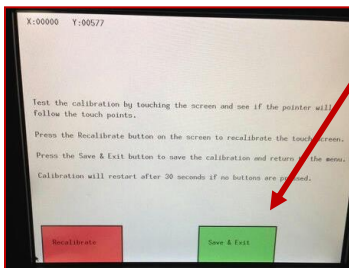 X:00000 Y:00577
Test the calibration by touching the screen and see if the pointer will
follow the touch points.
Press the Recalibrate button on the screen to recalibrate the touch screen.
Press the Save & Exit button to save the calibration and return to the menu.
Calibration will restart after 30 seconds if no buttons are pressed.
Recalibrate
Save & Exit